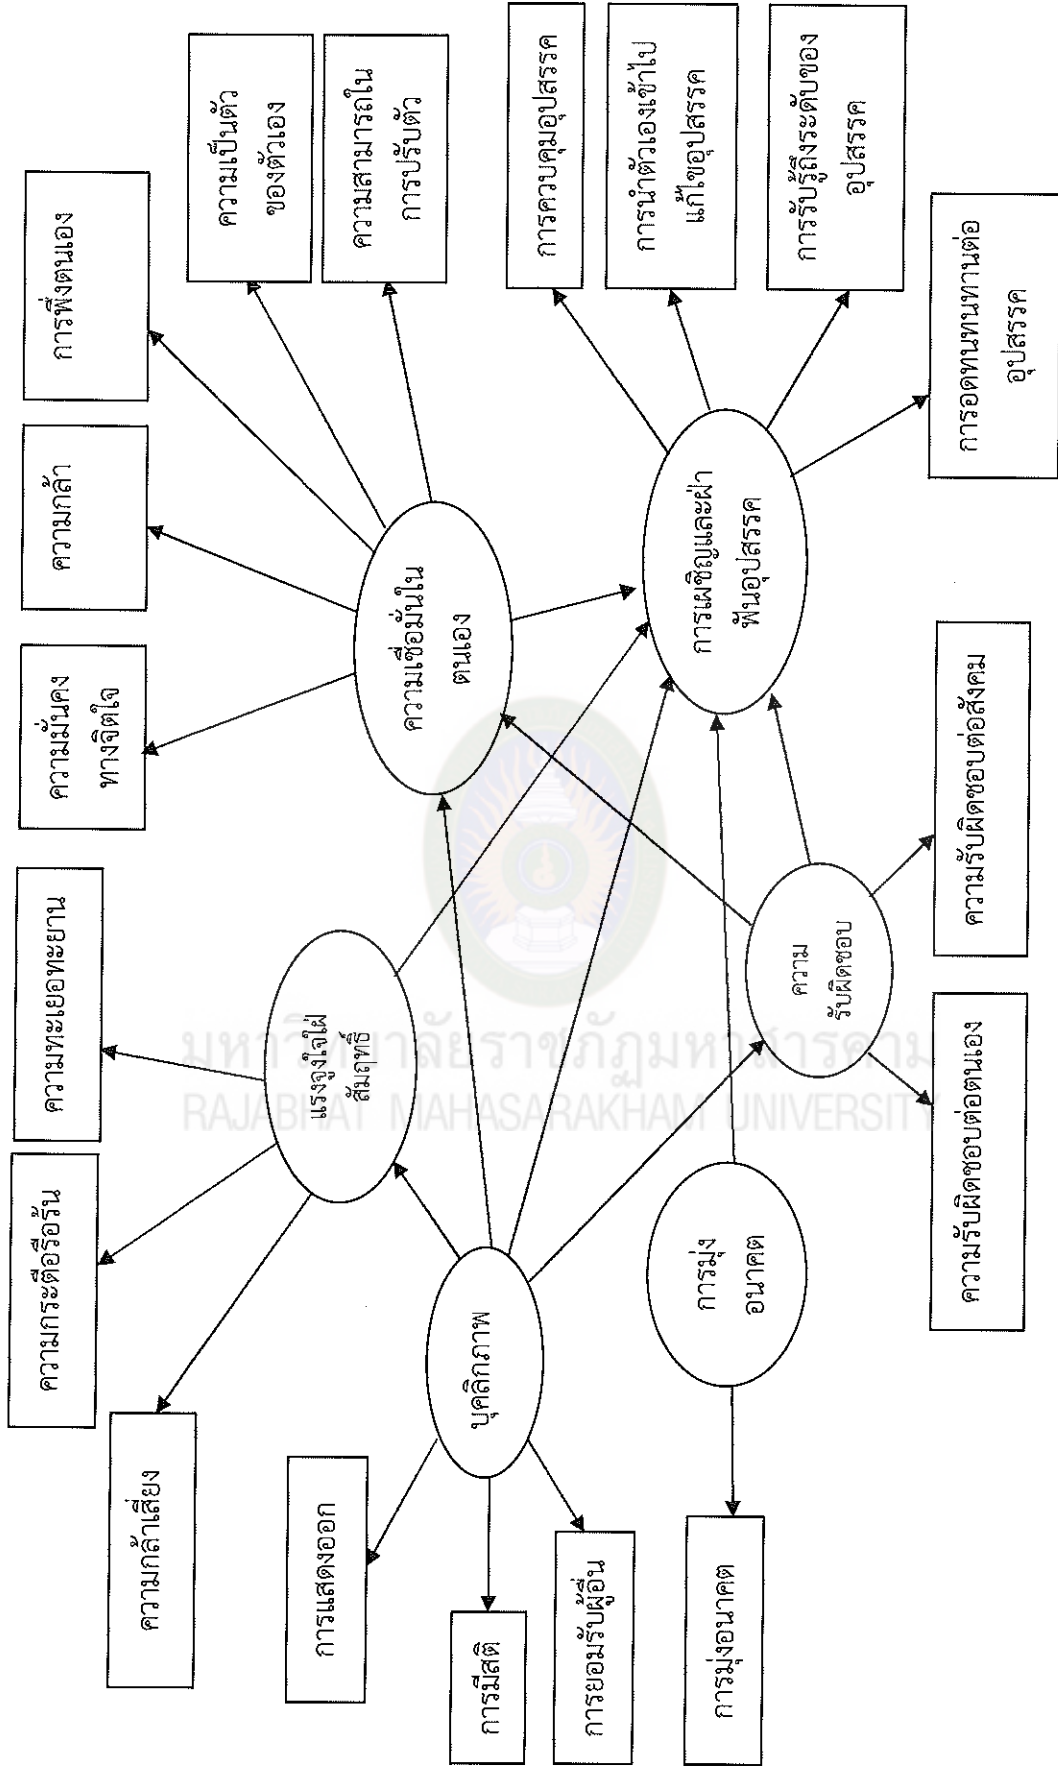 ความกล้าเสี่ยง
ความกระตือรือร้น
ความทะเยอทะยาน
ความมั่นคง
ทางจิตใจ
ความกล้า
การพึ่งตนเอง
ความเป็นตัว
ของตัวเอง
ความสามารถใน
การปรับตัว
การแสดงออก
การมีสติ
การยอมรับผู้อื่น
บุคลิกภาพ
แรงจูงใจใฝ่
สัมฤทธิ์
ความเชื่อมั่นใน
ตนเอง
การควบคุมอุปสรรค
การนำตัวเองเข้าไป
แก้ไขอุปสรรค
การรับรู้ถึงระดับของ
อุปสรรค
การอดทนทนทานต่อ
อุปสรรค
การเผชิญและฝ่า
ฟันอุปสรรค
การมุ่งอนาคต
การมุ่ง
อนาคต
ความ
รับผิดชอบ
ความรับผิดชอบต่อตนเอง
ความรับผิดชอบต่อสังคม
มหาวิทยาลัยราชภัฏมหาสารคาม
RAJABHAT MAHASARAKHAM UNIVERSITY